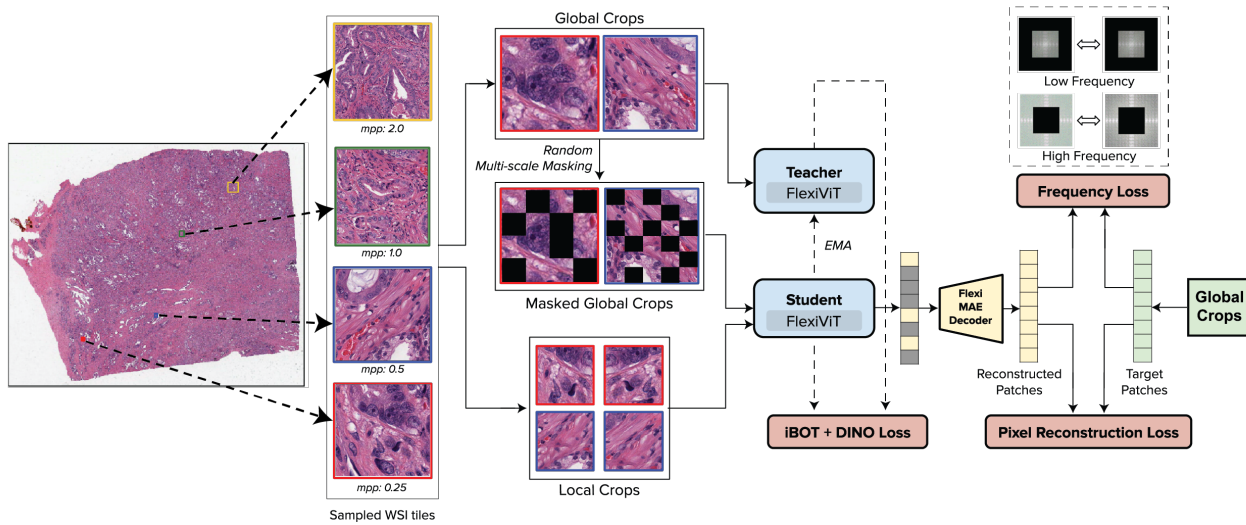 mpp: 2.0
mpp: 1.0
mpp: 0.5
mpp: 0.25
Sampled WSI tiles
Global Crops
Random
Multi-scale Masking
Masked Global Crops
Local Crops
Teacher
FlexiViT
EMA
Student
FlexiViT
iBOT + DINO Loss
Flexi
MAE
Decoder
Reconstructed
Patches
Low Frequency
High Frequency
Frequency Loss
Target
Patches
Pixel Reconstruction Loss
Global
Crops